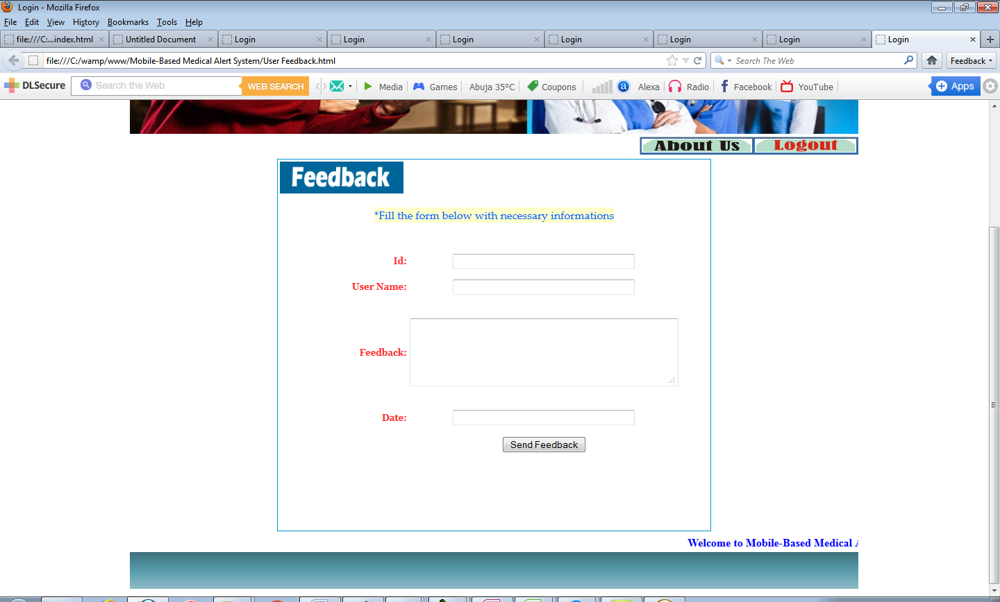 Login - Mozilla Firefox
File Edit View History Bookmarks Tools Help
file:///C:...index.html Untitled Document Login Login Login Login Login Login Login
file:///C:/wamp/www/Mobile-Based Medical Alert System/User Feedback.html Search The Web Feedback
DLSecure Search the Web WEB SEARCH Media Games Abuja 35°C Coupons a Alexa Radio Facebook YouTube Apps
About Us Logout
Feedback
*Fill the form below with necessary informations
Id:
User Name:
Feedback:
Date:
Send Feedback
Welcome to Mobile-Based Medical A